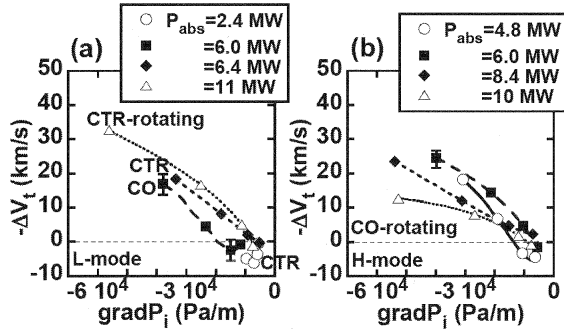 P_abs=2.4 MW
=6.0 MW
=6.4 MW
=11 MW
(a)
50
40
30
20
10
0
-10
-ΔV_t (km/s)
CTR-rotating
CTR
CO
CTR
L-mode
-6 10^4
-3 10^4
0
gradP_i (Pa/m)
P_abs=4.8 MW
=6.0 MW
=8.4 MW
=10 MW
(b)
50
40
30
20
10
0
-10
-ΔV_t (km/s)
CO-rotating
H-mode
-6 10^4
-3 10^4
0
gradP_i (Pa/m)